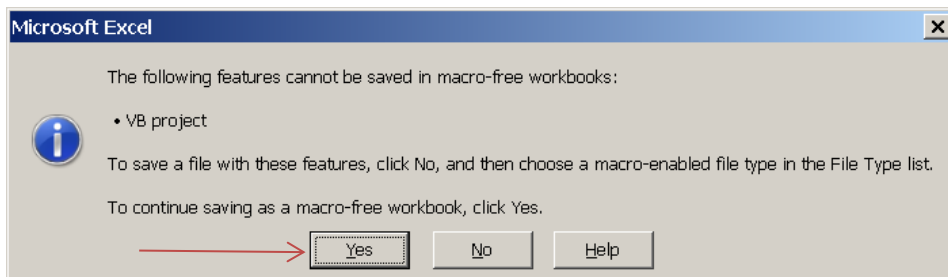 Microsoft Excel
The following features cannot be saved in macro-free workbooks:
• VB project
To save a file with these features, click No, and then choose a macro-enabled file type in the File Type list.
To continue saving as a macro-free workbook, click Yes.
Yes No Help